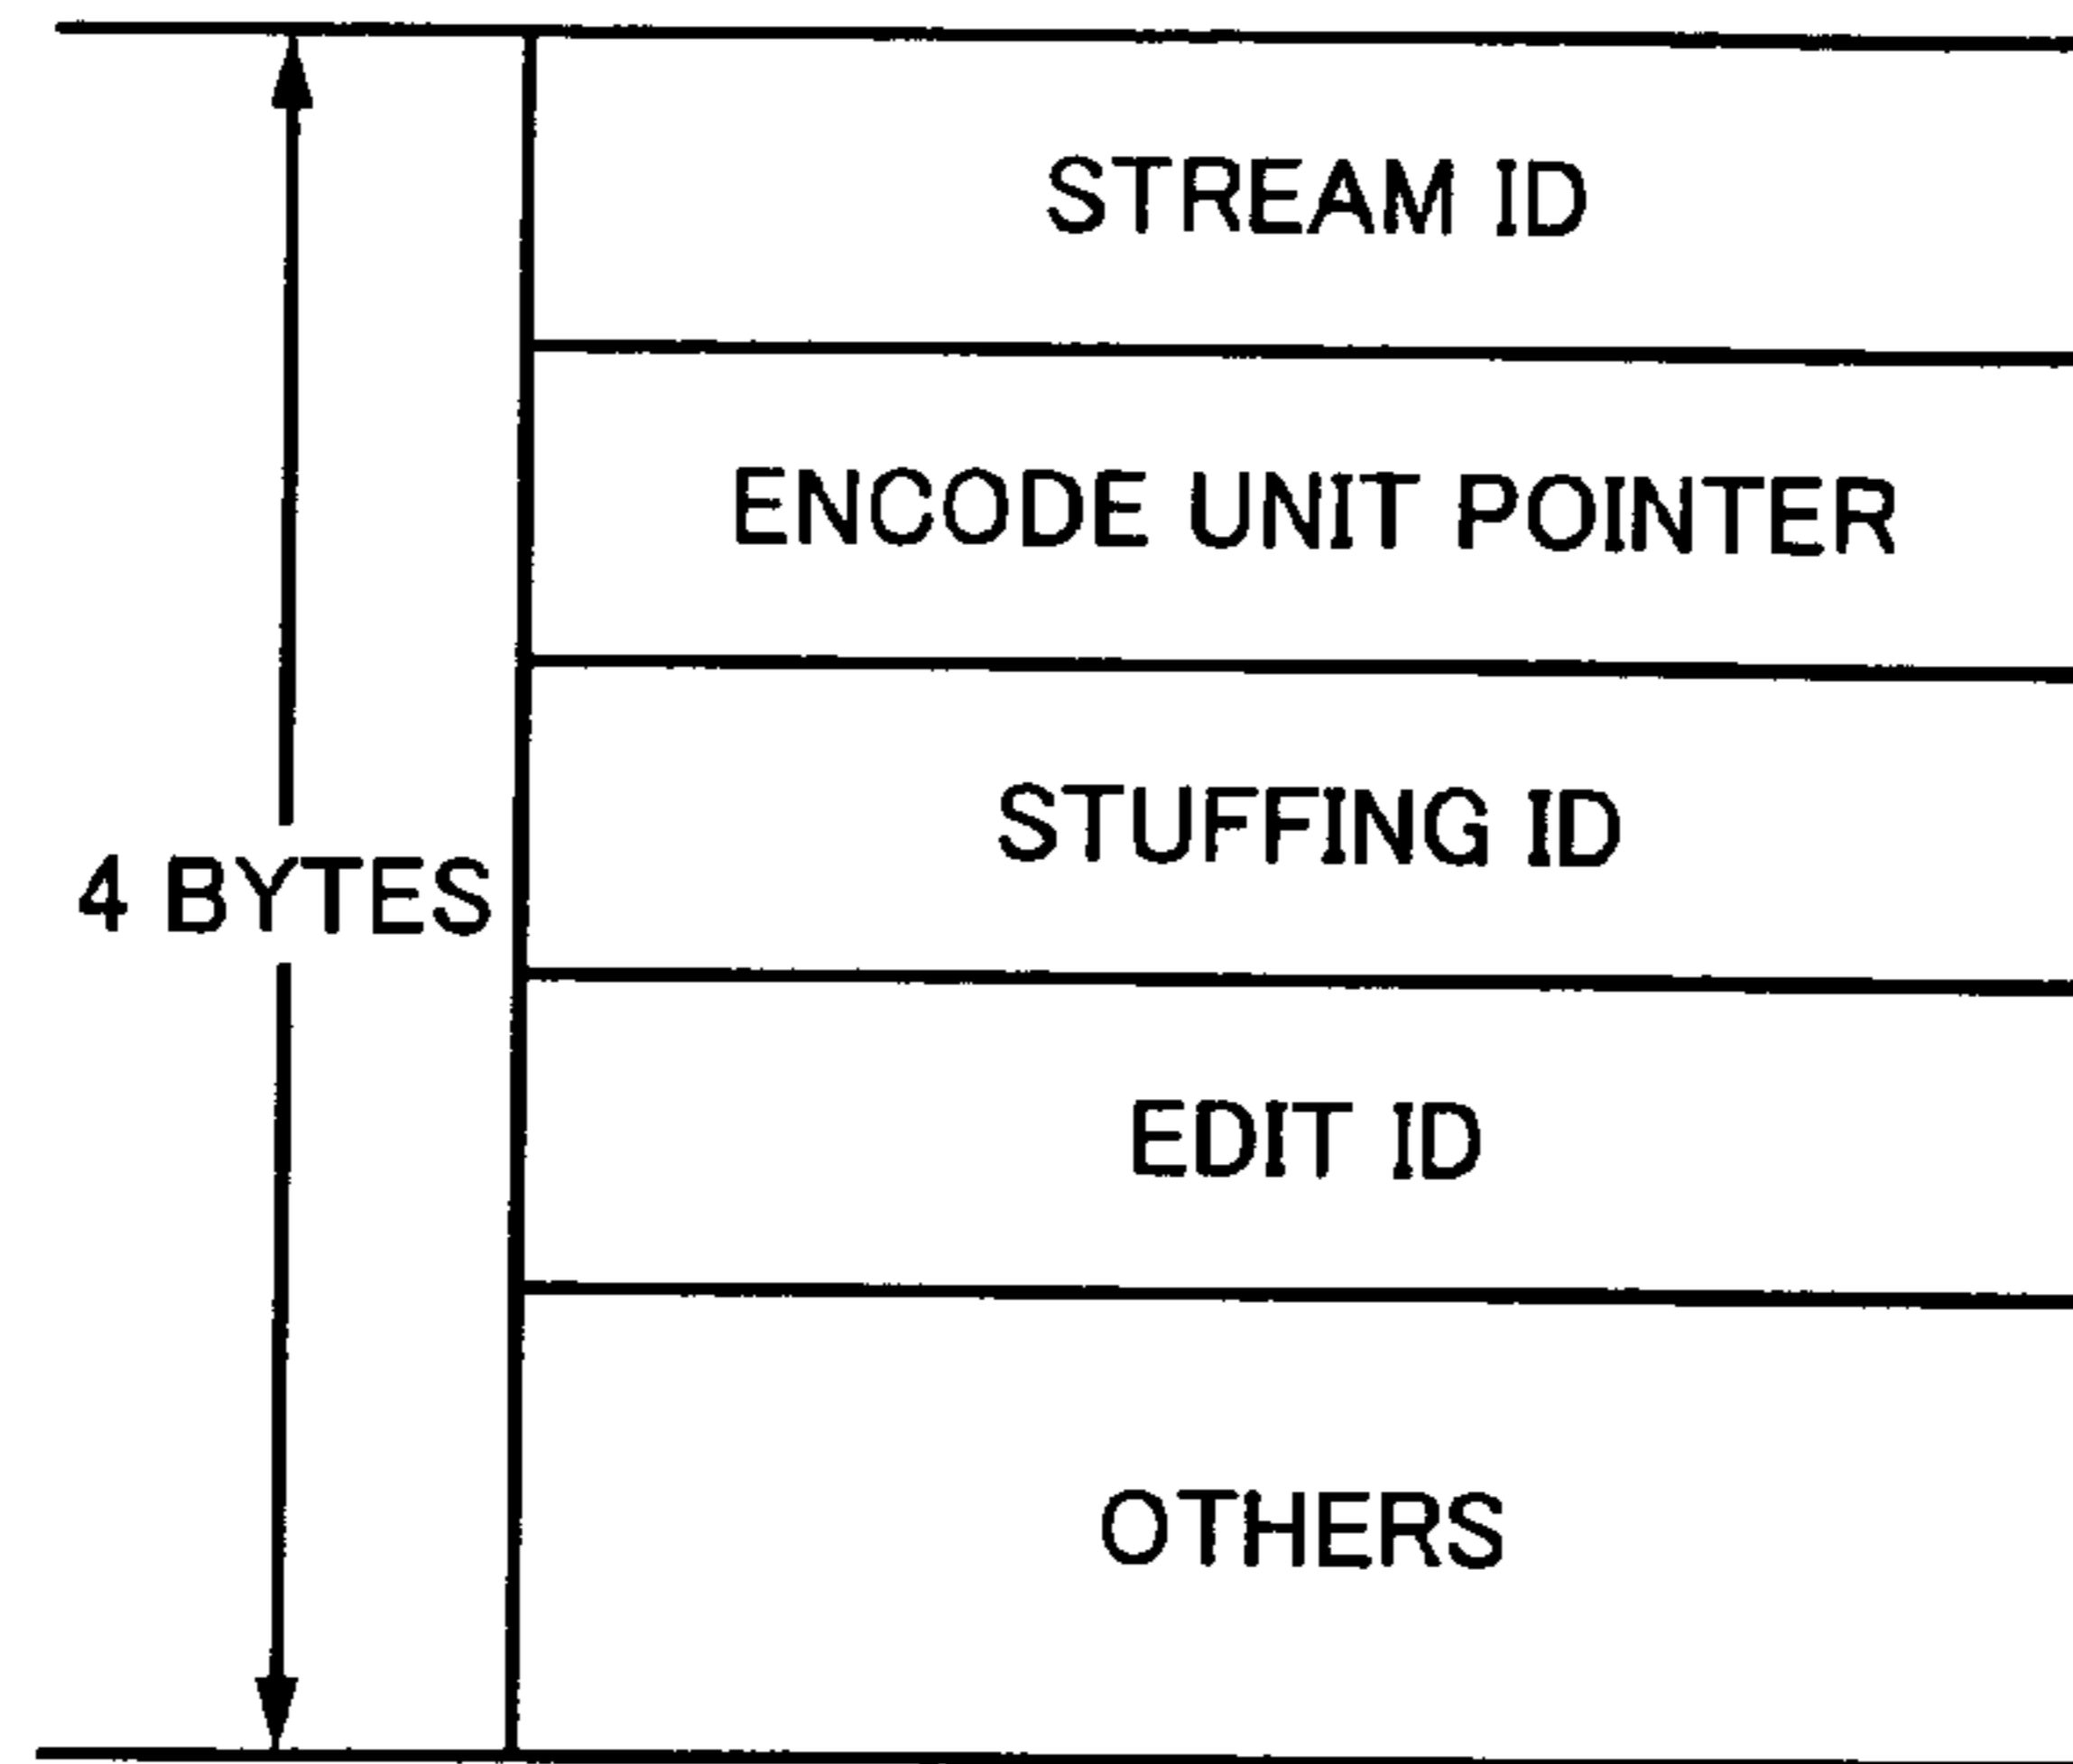 STREAM ID
ENCODE UNIT POINTER
STUFFING ID
4 BYTES
EDIT ID
OTHERS